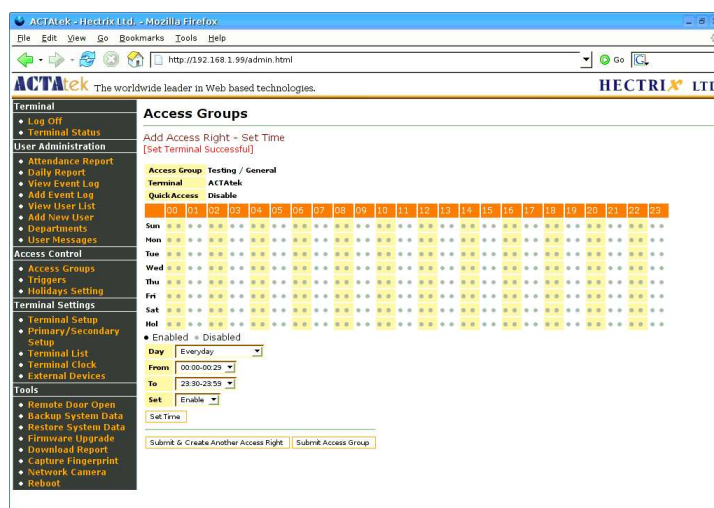 ACTAtek - Hectrix Ltd. - Mozilla Firefox
File Edit View Go Bookmarks Tools Help
http://192.168.1.99/admin.html
Go
G
ACTAtek The worldwide leader in Web based technologies.
HECTRIX LTD
Terminal
Log Off
Terminal Status
User Administration
Attendance Report
Daily Report
View Event Log
Add Event Log
View User List
Add New User
Departments
User Messages
Access Control
Access Groups
Triggers
Holidays Setting
Terminal Settings
Terminal Setup
Primary/Secondary
Setup
Terminal List
Terminal Clock
External Devices
Tools
Remote Door Open
Backup System Data
Restore System Data
Firmware Upgrade
Download Report
Capture Fingerprint
Network Camera
Reboot
Access Groups
Add Access Right - Set Time
[Set Terminal Successful]
Access Group Testing / General
Terminal ACTAtek
Quick Access Disable
00 01 02 03 04 05 06 07 08 09 10 11 12 13 14 15 16 17 18 19 20 21 22 23
Sun
Mon
Tue
Wed
Thu
Fri
Sat
Hol
Enabled Disabled
Day Everyday
From 00:00-00:29
To 23:30-23:59
Set Enable
Set Time
Submit & Create Another Access Right Submit Access Group